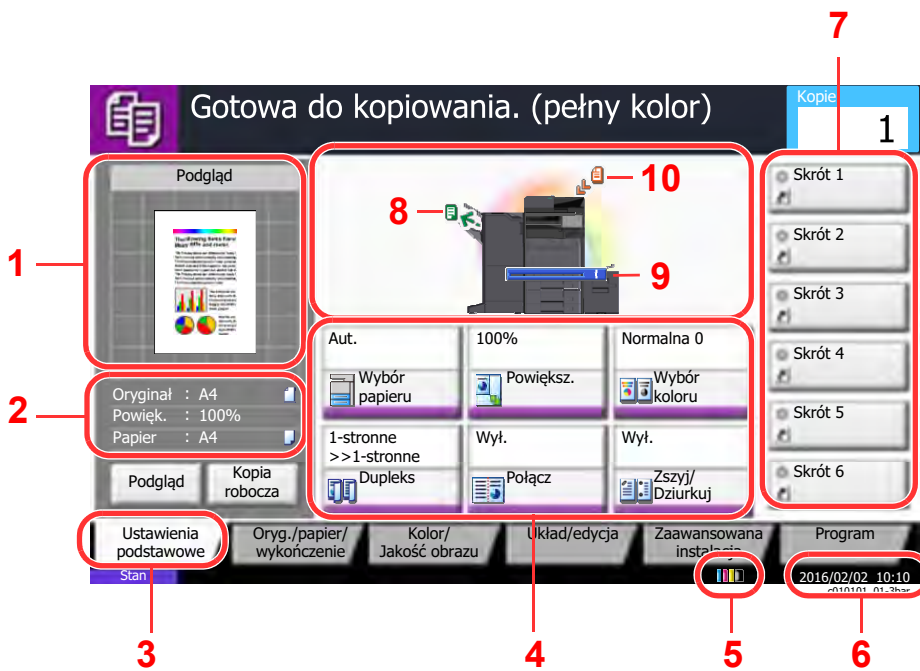 7
Gotowa do kopiowania. (pełny kolor)
Kopie
1
Podgląd
1
8
10
9
Skrót 1
Skrót 2
Skrót 3
Skrót 4
Skrót 5
Skrót 6
2
Oryginał : A4
Powięk. : 100%
Papier : A4
Podgląd
Kopia
robocza
Aut.
Wybór
papieru
100%
Powiększ.
Normalna 0
Wybór
koloru
1-stronne
>>1-stronne
Dupleks
Wył.
Połącz
Wył.
Zszyj/
Dziurkuj
Ustawienia
podstawowe
Oryg./papier/
wykończenie
Kolor/
Jakość obrazu
Układ/edycja
Zaawansowana
instalacja
Program
Stan
2016/02/02 10:10
c010101_01-3bar
3
4
5
6